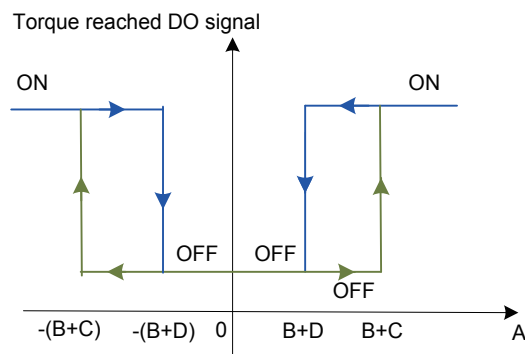 Torque reached DO signal
ON ON
OFF OFF
OFF
-(B+C) -(B+D) 0 B+D B+C A